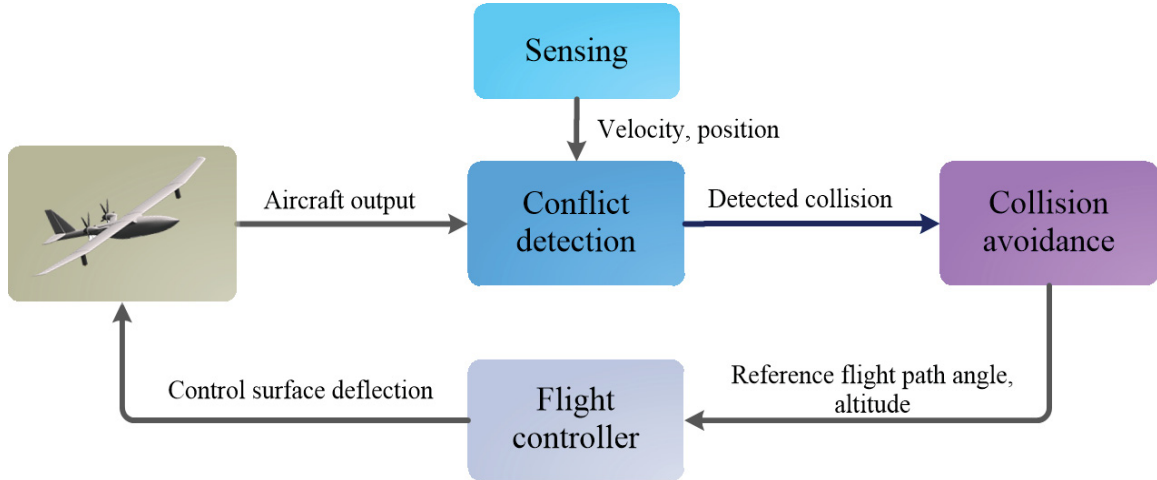 Sensing
Velocity, position
Aircraft output
Conflict
detection
Detected collision
Collision
avoidance
Reference flight path angle,
altitude
Flight
controller
Control surface deflection